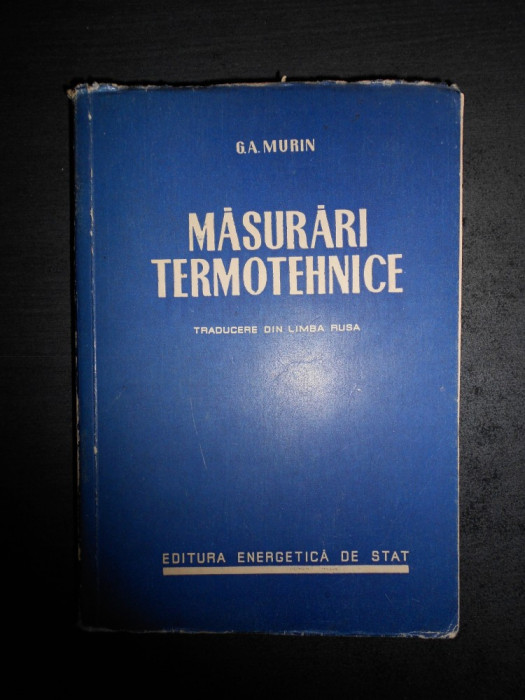 G.A. MURIN
MĂSURĂRI
TERMOTEHNICE
TRADUCERE DIN LIMBA RUSA
EDITURA ENERGETICĂ DE STAT